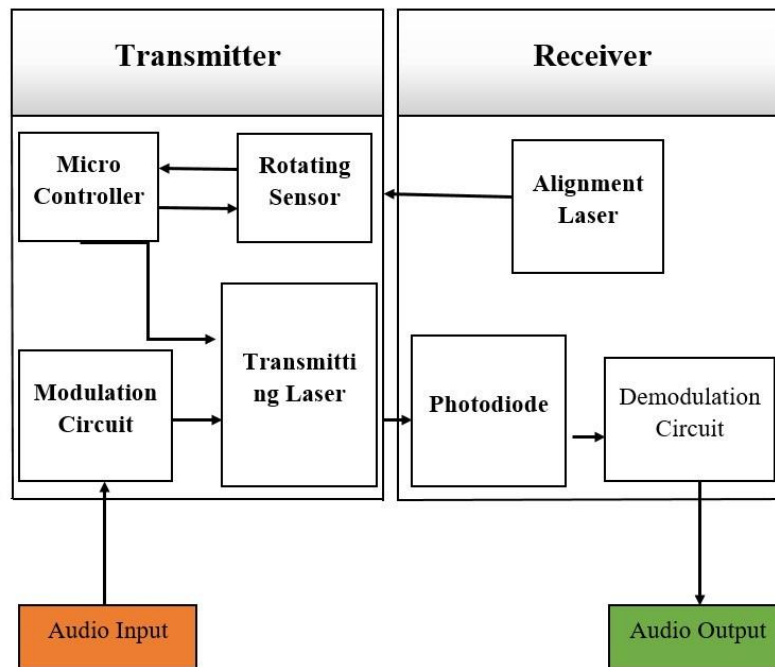 Transmitter
Receiver
Micro
Controller
Rotating
Sensor
Alignment
Laser
Modulation
Circuit
Transmitti
ng Laser
Photodiode
Demodulation
Circuit
Audio Input
Audio Output